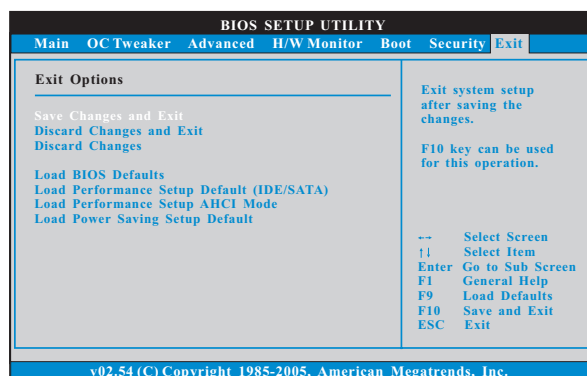 BIOS SETUP UTILITY
Main OC Tweaker Advanced H/W Monitor Boot Security Exit
Exit Options
Save Changes and Exit
Discard Changes and Exit
Discard Changes
Load BIOS Defaults
Load Performance Setup Default (IDE/SATA)
Load Performance Setup AHCI Mode
Load Power Saving Setup Default
Exit system setup
after saving the
changes.
F10 key can be used
for this operation.
←→ Select Screen
↑↓ Select Item
Enter Go to Sub Screen
F1 General Help
F9 Load Defaults
F10 Save and Exit
ESC Exit
v02.54 (C) Copyright 1985-2005, American Megatrends, Inc.